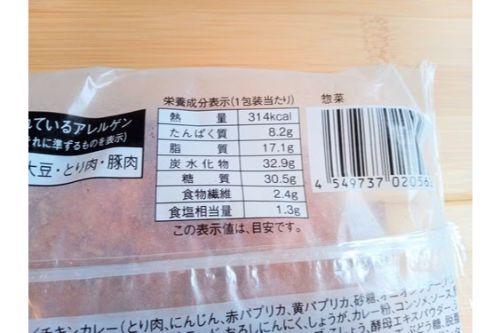 栄養成分表示(1包装当たり)
熱量 314kcal
たんぱく質 8.2g
脂質 17.1g
炭水化物 32.9g
糖質 30.5g
食物繊維 2.4g
食塩相当量 1.3g
この表示値は、目安です。
惣菜
4 549737 02056
れているアレルゲン
れに準ずるものを表示)
大豆・とり肉・豚肉
チキンカレー(とり肉、にんじん、赤パプリカ、黄パプリカ、砂糖、
おろしにんにく、しょうが、カレー粉、コンソメ、ソース
酵母エキスパウダー